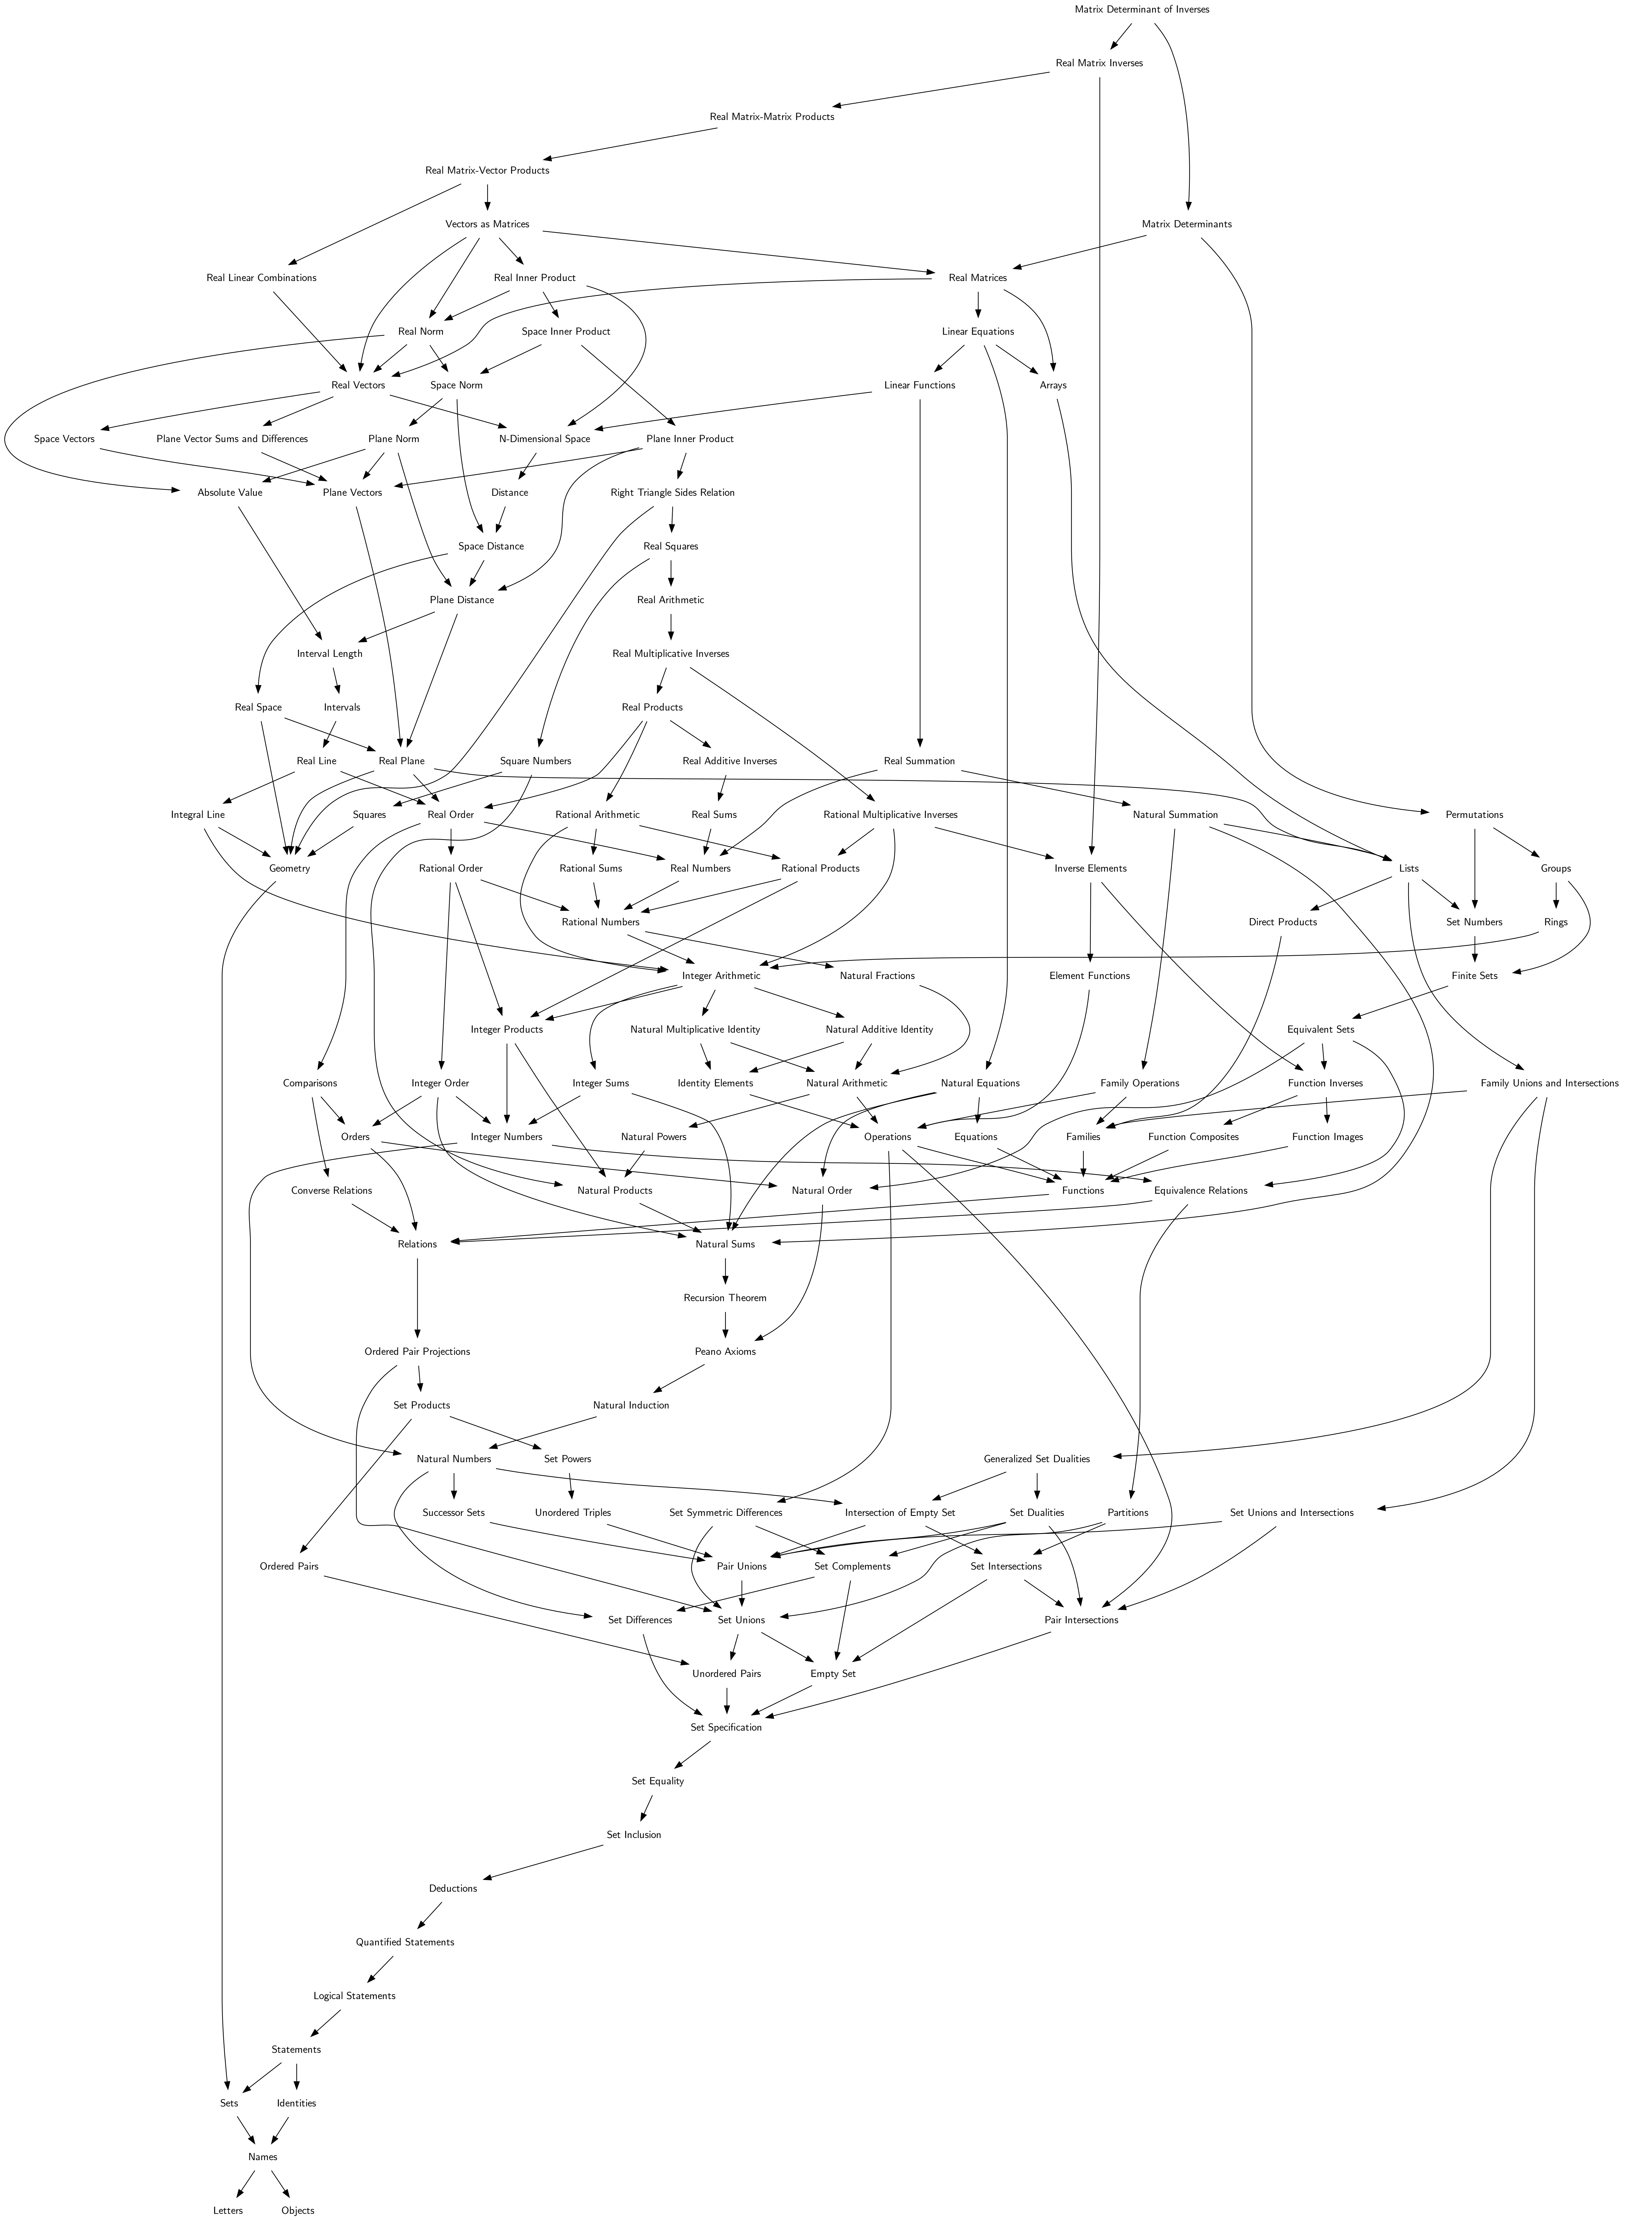 Matrix Determinant of Inverses
Real Matrix Inverses
Real Matrix-Matrix Products
Real Matrix-Vector Products
Vectors as Matrices
Matrix Determinants
Real Linear Combinations
Real Inner Product
Real Matrices
Real Norm
Space Inner Product
Linear Equations
Real Vectors
Space Norm
Linear Functions
Arrays
Space Vectors
Plane Vector Sums and Differences
Plane Norm
N-Dimensional Space
Plane Inner Product
Absolute Value
Plane Vectors
Distance
Right Triangle Sides Relation
Space Distance
Real Squares
Plane Distance
Real Arithmetic
Interval Length
Real Multiplicative Inverses
Real Space
Intervals
Real Products
Real Line
Real Plane
Square Numbers
Real Additive Inverses
Real Summation
Integral Line
Squares
Real Order
Rational Arithmetic
Real Sums
Rational Multiplicative Inverses
Natural Summation
Permutations
Geometry
Rational Order
Rational Sums
Real Numbers
Rational Products
Inverse Elements
Lists
Groups
Rational Numbers
Direct Products
Set Numbers
Rings
Integer Arithmetic
Natural Fractions
Element Functions
Finite Sets
Integer Products
Natural Multiplicative Identity
Natural Additive Identity
Equivalent Sets
Comparisons
Integer Order
Integer Sums
Identity Elements
Natural Arithmetic
Natural Equations
Family Operations
Function Inverses
Family Unions and Intersections
Orders
Integer Numbers
Natural Powers
Operations
Equations
Families
Function Composites
Function Images
Converse Relations
Natural Products
Natural Order
Functions
Equivalence Relations
Relations
Natural Sums
Recursion Theorem
Ordered Pair Projections
Peano Axioms
Set Products
Natural Induction
Natural Numbers
Set Powers
Generalized Set Dualities
Successor Sets
Unordered Triples
Set Symmetric Differences
Intersection of Empty Set
Set Dualities
Partitions
Set Unions and Intersections
Ordered Pairs
Pair Unions
Set Complements
Set Intersections
Set Differences
Set Unions
Pair Intersections
Unordered Pairs
Empty Set
Set Specification
Set Equality
Set Inclusion
Deductions
Quantified Statements
Logical Statements
Statements
Sets
Identities
Names
Letters
Objects